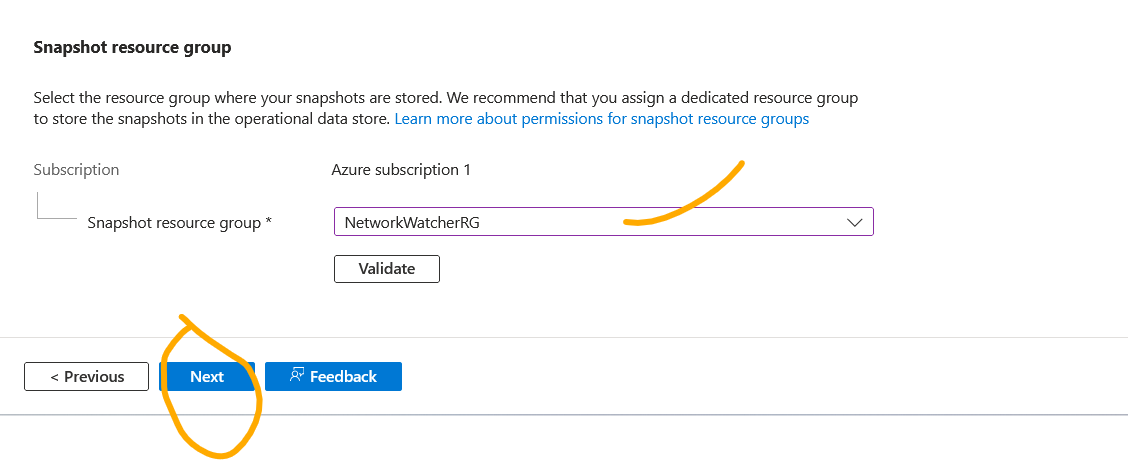 Snapshot resource group
Select the resource group where your snapshots are stored. We recommend that you assign a dedicated resource group
to store the snapshots in the operational data store. Learn more about permissions for snapshot resource groups
Subscription Azure subscription 1
Snapshot resource group * NetworkWatcherRG
Validate
< Previous Next Feedback